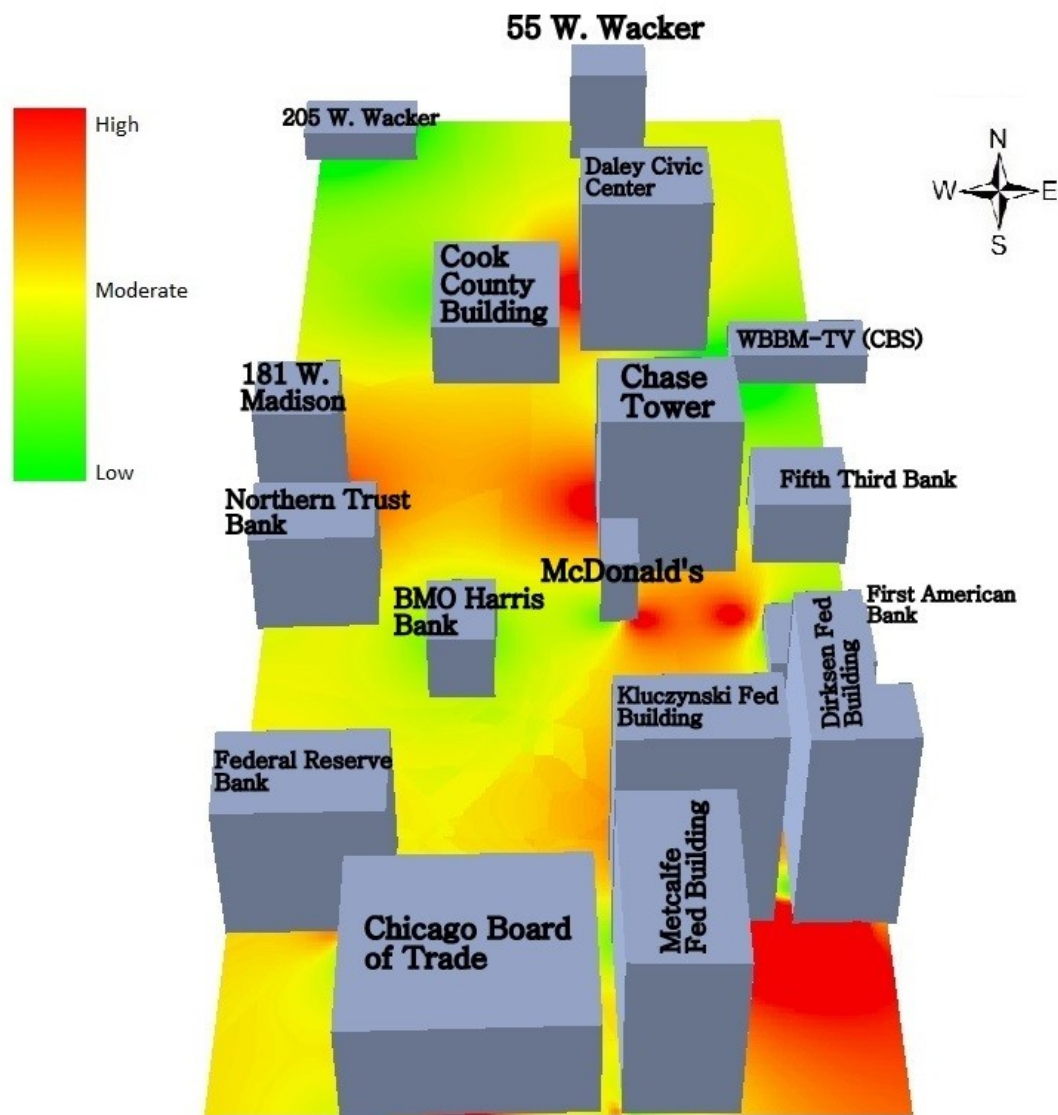 55 W. Wacker
205 W. Wacker
High
Daley Civic
Center
N
W
E
S
Cook
County
Building
Moderate
WBBM-TV (CBS)
181 W.
Madison
Chase
Tower
Low
Northern Trust
Bank
Fifth Third Bank
McDonald's
BMO Harris
Bank
First American
Bank
Dirksen Fed
Building
Kluczynski Fed
Building
Federal Reserve
Bank
Metcalfe
Fed Building
Chicago Board
of Trade